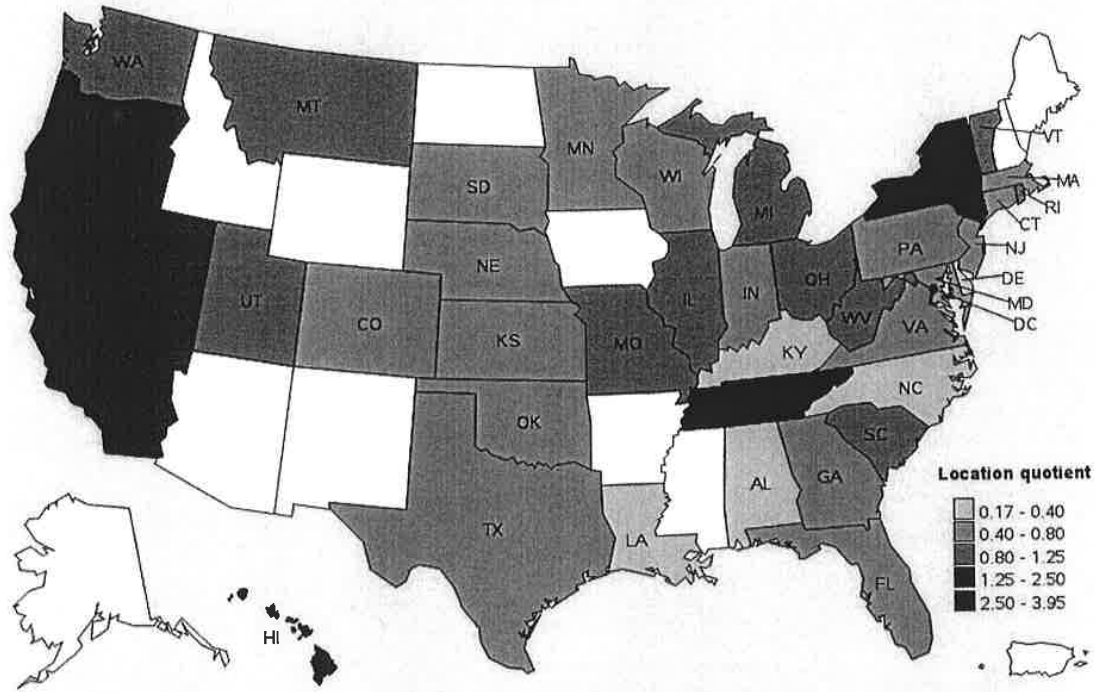 WA
MT
MN
VT
SD
WI
MA
MI
RI
CT
NE
PA
NJ
UT
CO
IL
IN
OH
DE
MD
KS
MO
WV
VA
DC
KY
NC
OK
SC
AL
GA
TX
LA
FL
HI
Location quotient
0.17 - 0.40
0.40 - 0.80
0.80 - 1.25
1.25 - 2.50
2.50 - 3.95